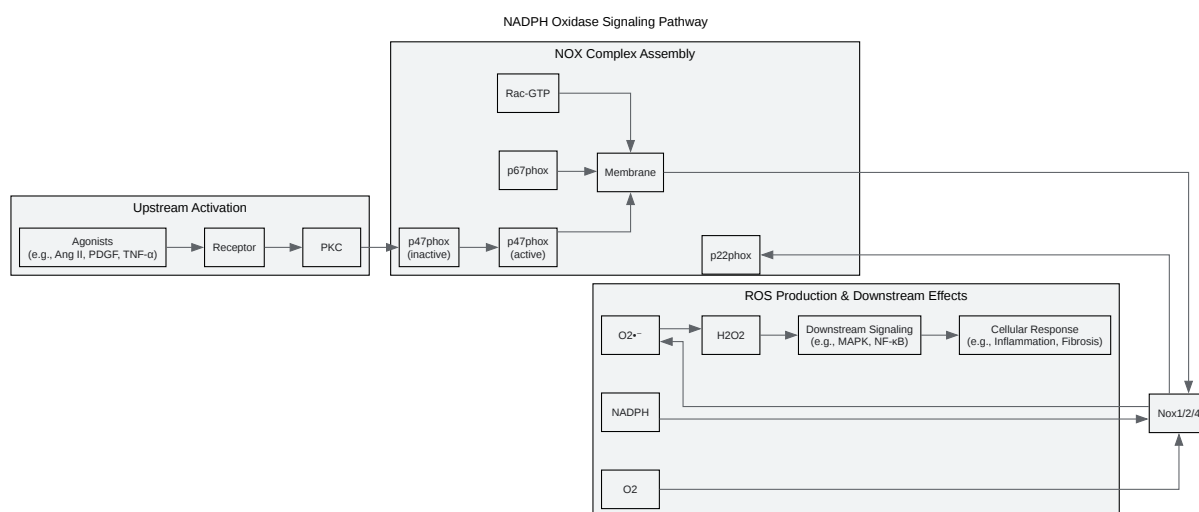 NADPH Oxidase Signaling Pathway
NOX Complex Assembly
Rac-GTP
p67phox
Membrane
Upstream Activation
Agonists
(e.g., Ang II, PDGF, TNF-α)
Receptor
PKC
p47phox
(inactive)
p47phox
(active)
p22phox
ROS Production & Downstream Effects
O2•⁻
H2O2
Downstream Signaling
(e.g., MAPK, NF-κB)
Cellular Response
(e.g., Inflammation, Fibrosis)
NADPH
Nox1/2/4
O2